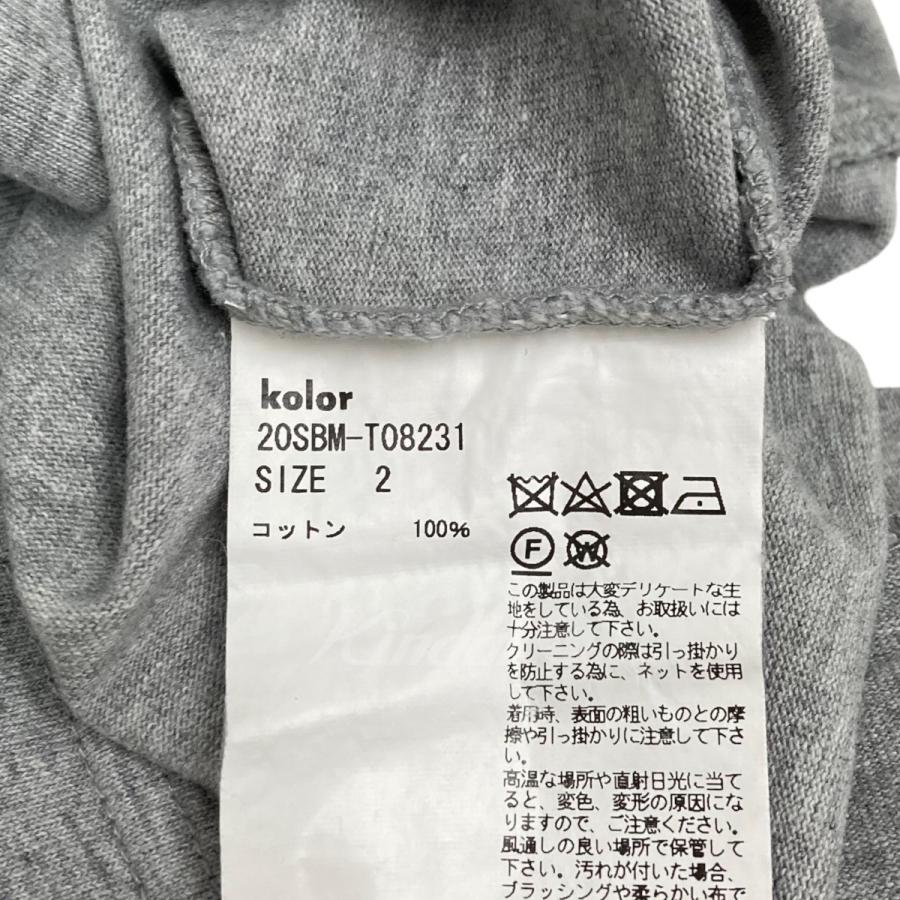 kolor
20SBM-T08231
SIZE 2
コットン 100%
F
W
この製品は大変デリケートな生
地をしている為、お取扱いには
十分注意して下さい。
クリーニングの際は引っ掛かり
を防止する為に、ネットを使用
して下さい。
着用時、表面の粗いものとの摩
擦や引っ掛かりに注意して下さ
い。
高温な場所や直射日光に当て
ると、変色、変形の原因にな
りますので、ご注意ください。
風通しの良い場所で保管して
下さい。汚れが付いた場合、
ブラッシングや柔らかい布で